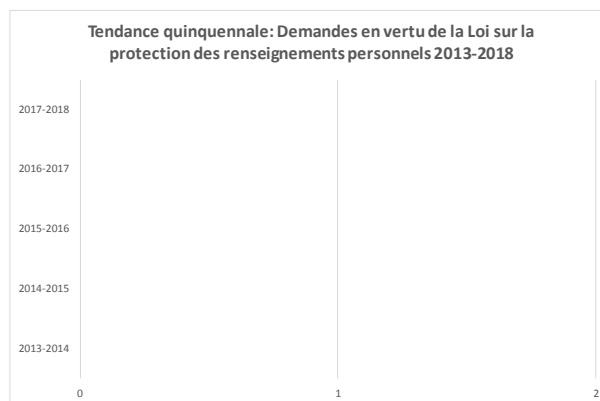 Tendance quinquennale: Demandes en vertu de la Loi sur la
protection des renseignements personnels 2013-2018
2017-2018
2016-2017
2015-2016
2014-2015
2013-2014
0 1 2